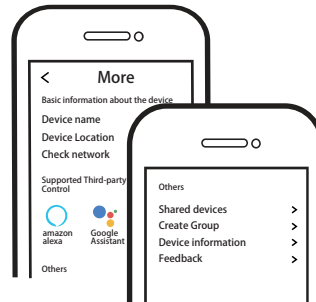 More
Basic information about the device
Device name
Device Location
Check network
Supported Third-party
Control
amazon
alexa
Google
Assistant
Others
Others
Shared devices
Create Group
Device information
Feedback